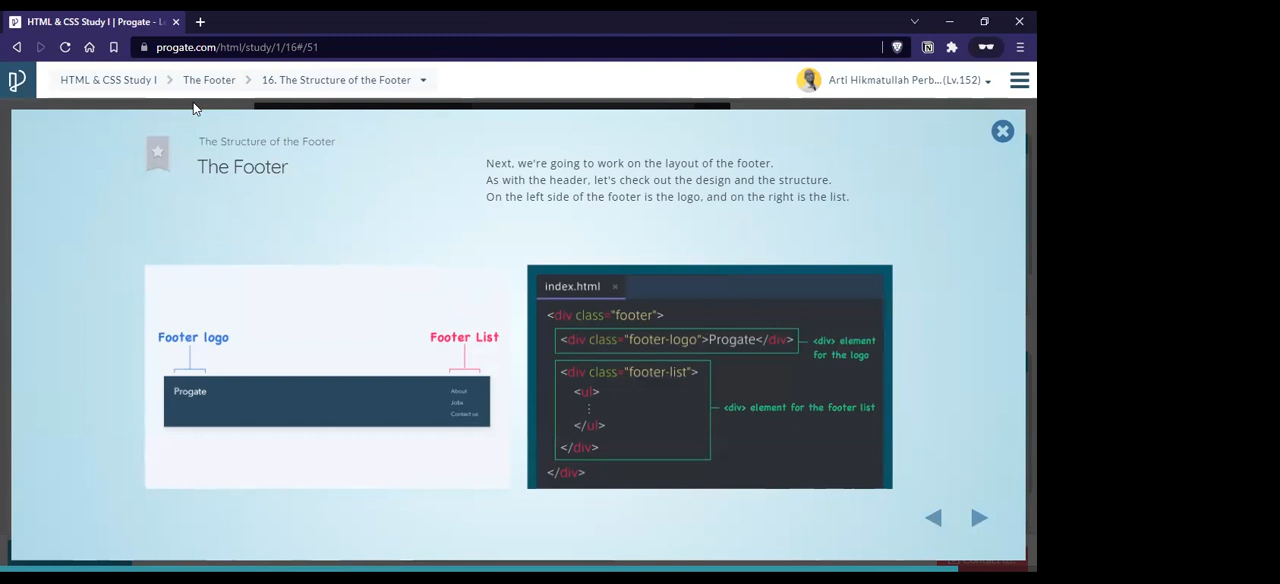 HTML & CSS Study I | Progate - L
progate.com/html/study/1/16#/51
HTML & CSS Study I
The Footer
16. The Structure of the Footer
Arti Hikmatullah Perb...(Lv.152)
The Structure of the Footer
The Footer
Next, we're going to work on the layout of the footer.
As with the header, let's check out the design and the structure.
On the left side of the footer is the logo, and on the right is the list.
Footer logo
Footer List
Progate
About
Jobs
Contact us
index.html ×
<div class="footer">
<div class="footer-logo">Progate</div>
<div> element
for the logo
<div class="footer-list">
<ul>
⋮
</ul>
</div>
<div> element for the footer list
</div>